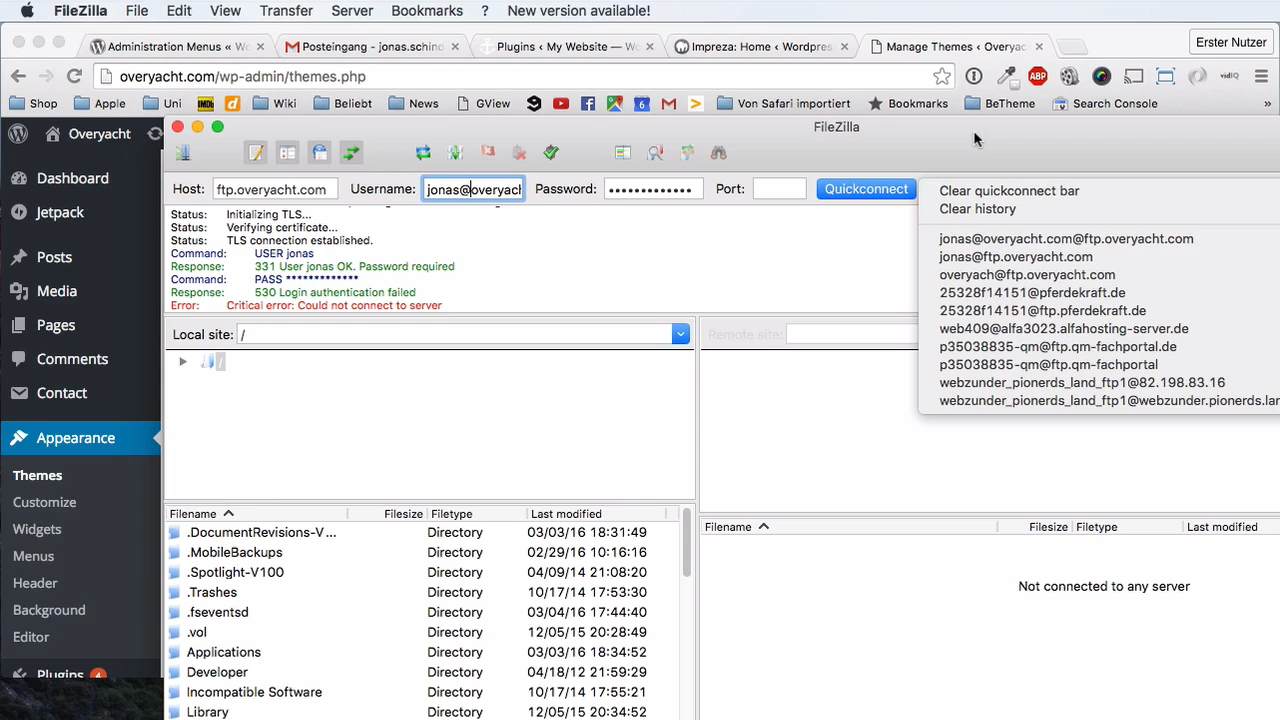 FileZilla File Edit View Transfer Server Bookmarks ? New version available!
Administration Menus « W Posteingang - jonas.schind Plugins ‹ My Website — Wo Impreza: Home ‹ Wordpres Manage Themes ‹ Overyac Erster Nutzer
overyacht.com/wp-admin/themes.php ABP vidIQ
Shop Apple Uni IMDb d Wiki Beliebt News GView 9 6 Von Safari importiert Bookmarks BeTheme Search Console »
Overyacht
FileZilla
Host: ftp.overyacht.com Username: jonas@overyach Password: ••••••••••••• Port: Quickconnect
Status: Initializing TLS...
Status: Verifying certificate...
Status: TLS connection established.
Command: USER jonas
Response: 331 User jonas OK. Password required
Command: PASS *************
Response: 530 Login authentication failed
Error: Critical error: Could not connect to server
Clear quickconnect bar
Clear history
jonas@overyacht.com@ftp.overyacht.com
jonas@ftp.overyacht.com
overyach@ftp.overyacht.com
25328f14151@pferdekraft.de
25328f14151@ftp.pferdekraft.de
web409@alfa3023.alfahosting-server.de
p35038835-qm@ftp.qm-fachportal.de
p35038835-qm@ftp.qm-fachportal
webzunder_pionerds_land_ftp1@82.198.83.16
webzunder_pionerds_land_ftp1@webzunder.pionerds.lan
Local site: /
Remote site:
/
Dashboard
Jetpack
Posts
Media
Pages
Comments
Contact
Appearance
Themes
Customize
Widgets
Menus
Header
Background
Editor
Plugins 4
Filename Filesize Filetype Last modified
.DocumentRevisions-V... Directory 03/03/16 18:31:49
.MobileBackups Directory 02/29/16 10:16:16
.Spotlight-V100 Directory 04/09/14 21:08:20
.Trashes Directory 10/17/14 17:53:30
.fseventsd Directory 03/04/16 17:44:40
.vol Directory 12/05/15 20:28:49
Applications Directory 03/03/16 18:34:52
Developer Directory 04/18/12 21:59:29
Incompatible Software Directory 10/17/14 17:55:21
Library Directory 12/05/15 20:34:52
Filename Filesize Filetype Last modified
Not connected to any server